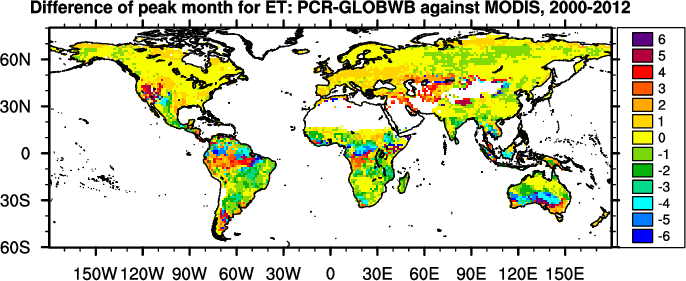 Difference of peak month for ET: PCR-GLOBWB against MODIS, 2000-2012
60N
30N
0
30S
60S
150W 120W 90W 60W 30W 0 30E 60E 90E 120E 150E
6
5
4
3
2
1
0
-1
-2
-3
-4
-5
-6